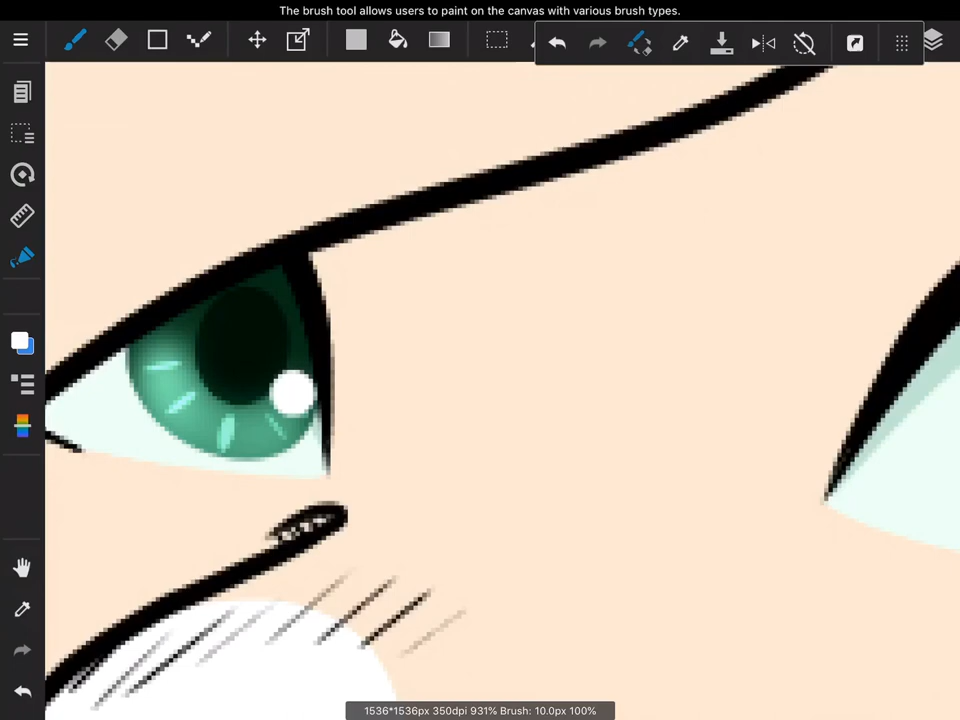 The brush tool allows users to paint on the canvas with various brush types.
1536*1536px 350dpi 931% Brush: 10.0px 100%